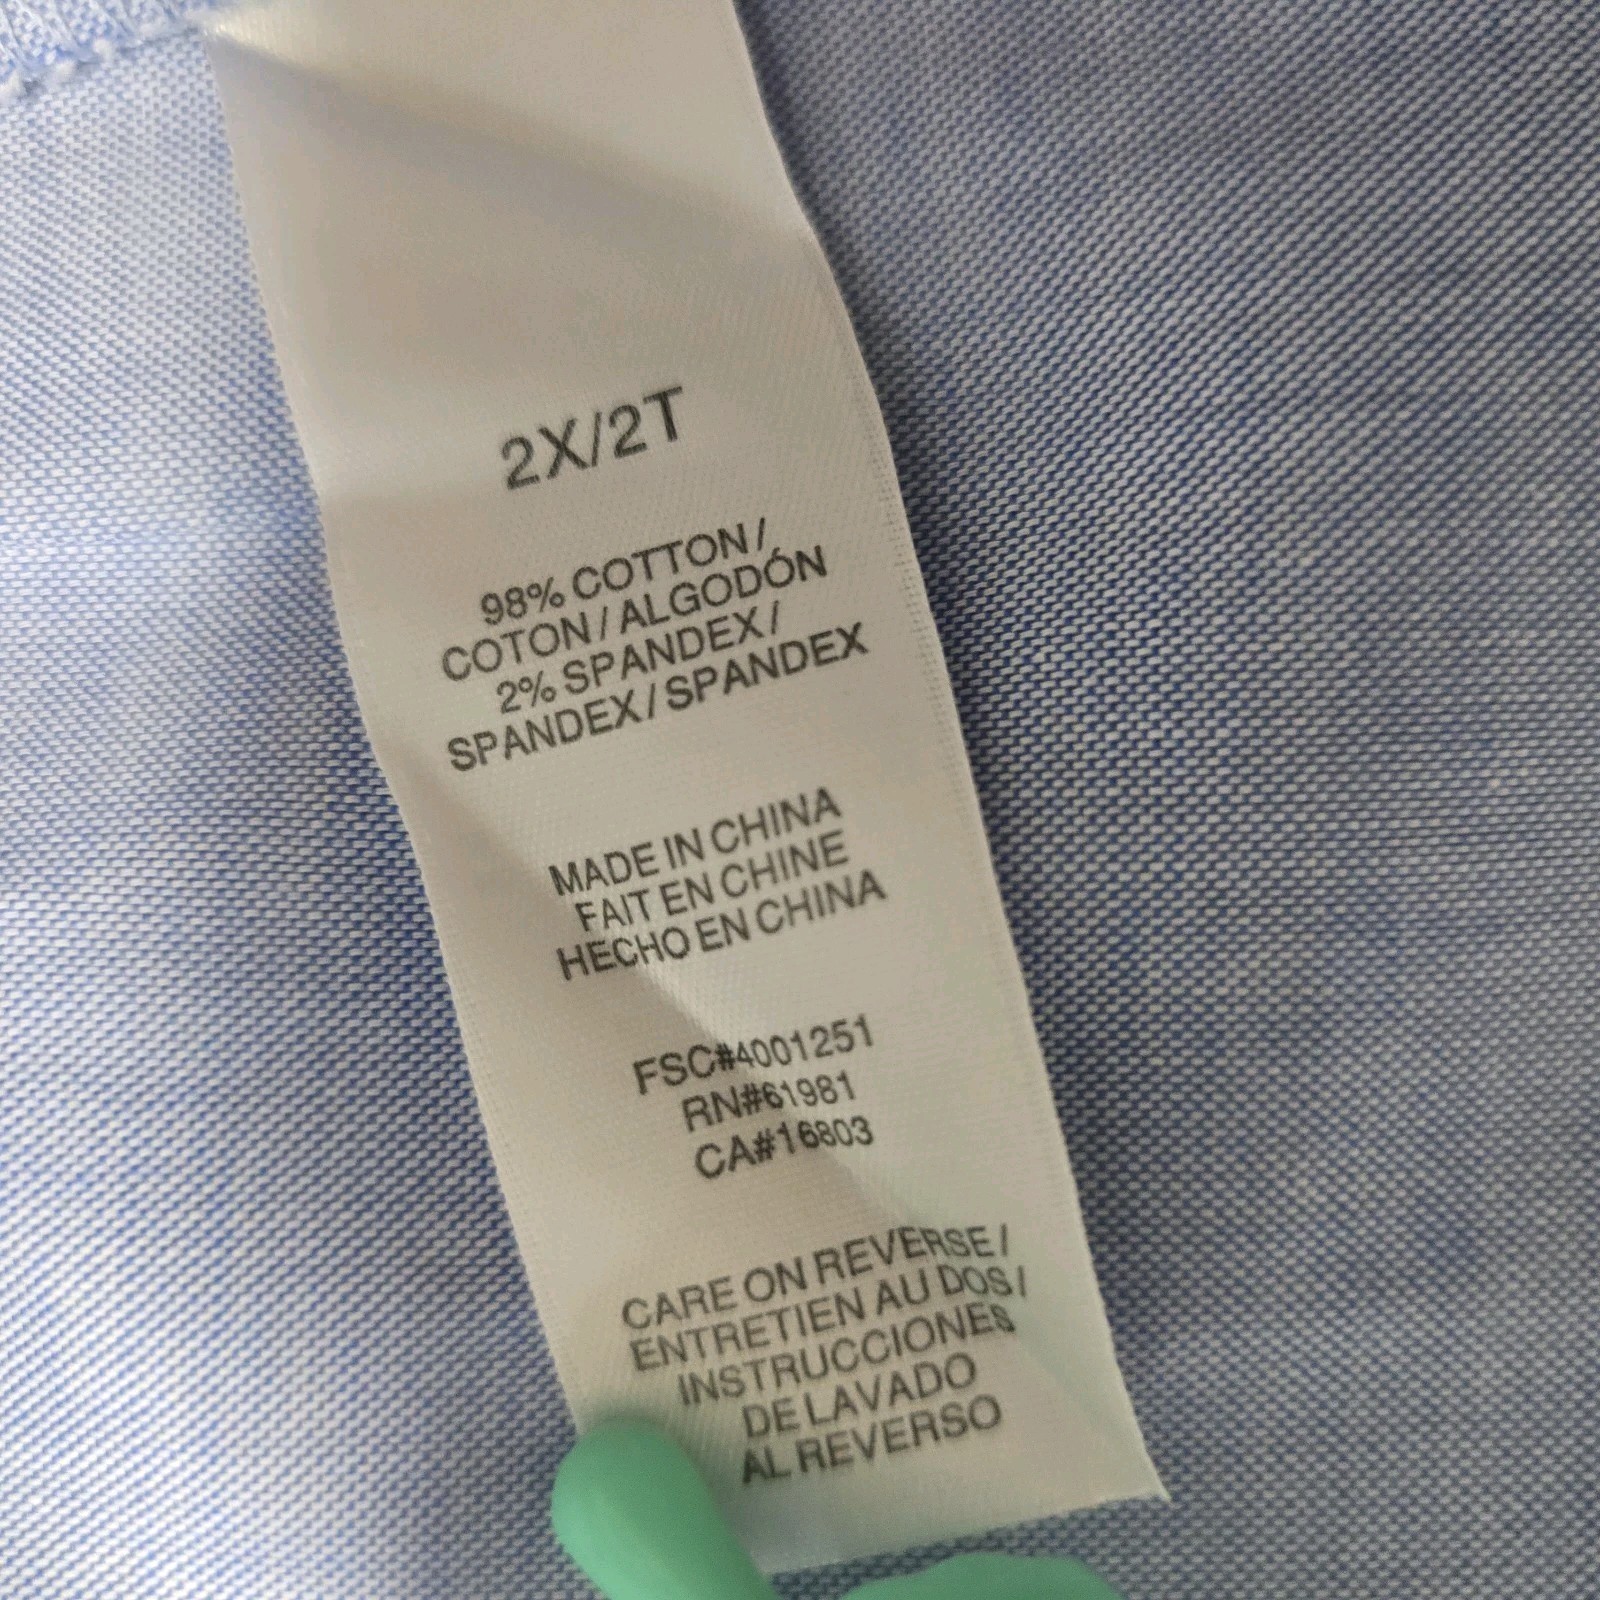 2X/2T
98% COTTON/
COTON/ALGODÓN
2% SPANDEX/
SPANDEX/SPANDEX
MADE IN CHINA
FAIT EN CHINE
HECHO EN CHINA
FSC#4001251
RN#61981
CA#16803
CARE ON REVERSE/
ENTRETIEN AU DOS/
INSTRUCCIONES
DE LAVADO
AL REVERSO